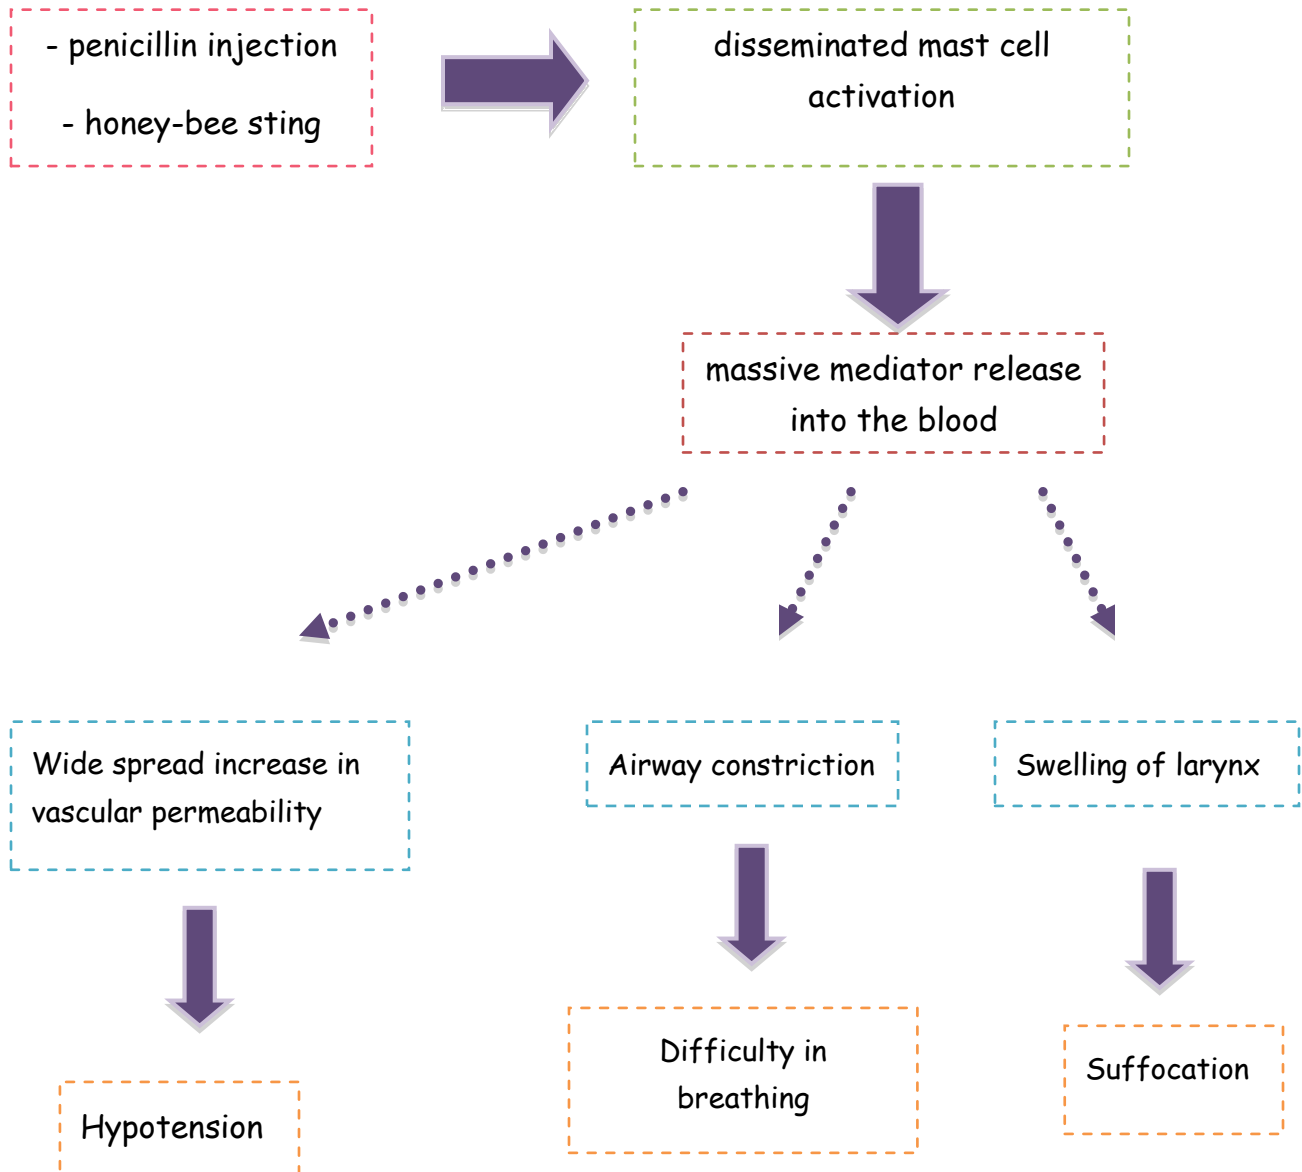 - penicillin injection
- honey-bee sting
disseminated mast cell
activation
massive mediator release
into the blood
Wide spread increase in
vascular permeability
Airway constriction
Swelling of larynx
Hypotension
Difficulty in
breathing
Suffocation